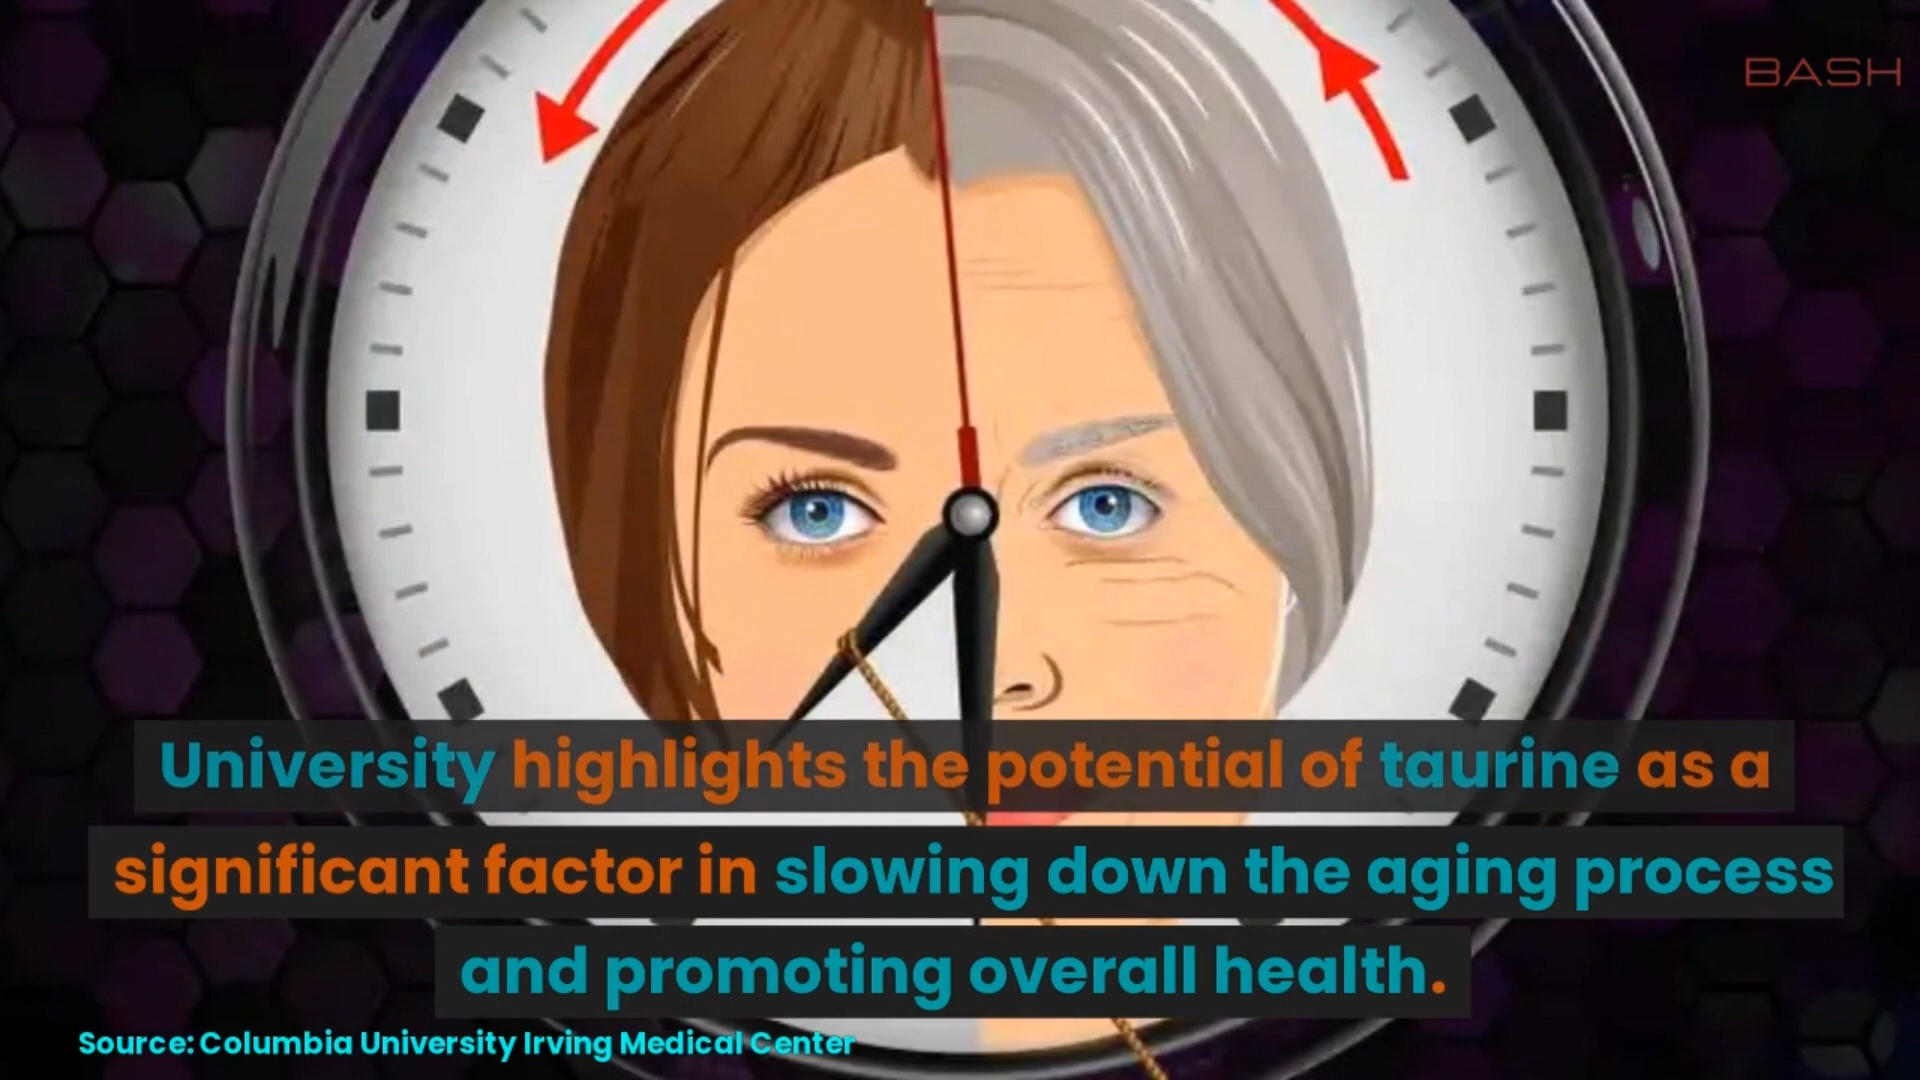 BASH
University highlights the potential of taurine as a
significant factor in slowing down the aging process
and promoting overall health.
Source: Columbia University Irving Medical Center